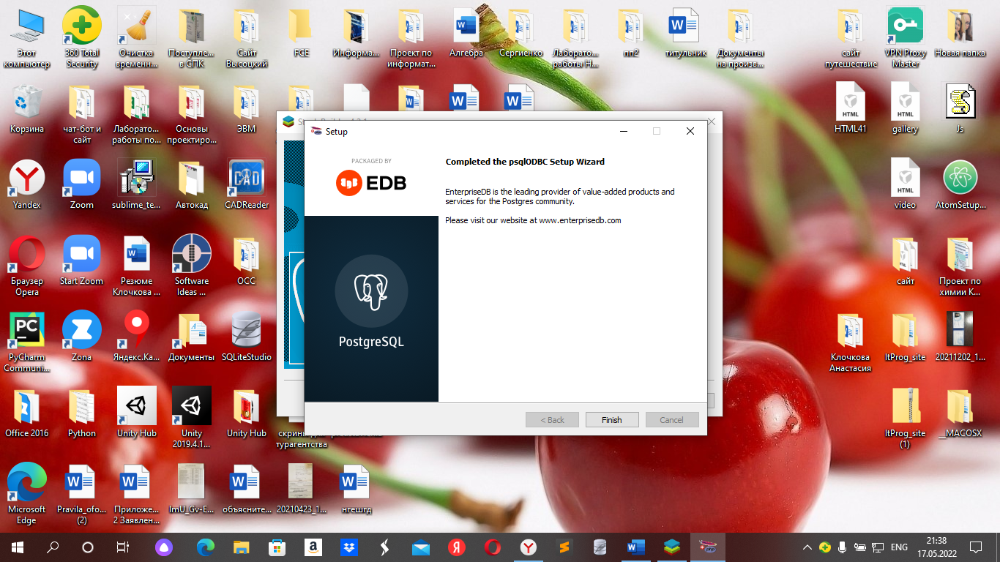 Этот
компьютер
360 Total
Security
Очистка
временн...
Поступле...
в СПК
Сайт
Высоцкий
FCE
Информа...
Проект по
информат...
Алгебра
Сергиенко
Лаборато...
работы Н...
пп2
титульник
Документы
на произв...
сайт
путешествие
VPN Proxy
Master
Новая папка
Корзина
чат-бот и
сайт
Лаборато...
работы по...
Основы
проектиро...
ЭВМ
HTML
HTML41
HTML
gallery
Js
Setup
PACKAGED BY
EDB
Completed the psqlODBC Setup Wizard
EnterpriseDB is the leading provider of value-added products and
services for the Postgres community.
Please visit our website at www.enterprisedb.com
PostgreSQL
< Back
Finish
Cancel
Yandex
Zoom
sublime_te...
Автокад
CAD
CADReader
HTML
video
AtomSetup...
Браузер
Opera
Start Zoom
Резюме
Клочкова ...
Software
Ideas ...
ОСС
сайт
Проект по
химии К...
PC
PyCharm
Communi...
Zona
Яндекс.Ка...
Документы
SQLiteStudio
Клочкова
Анастасия
ItProg_site
20211202_1...
Office 2016
Python
Unity Hub
Unity
2019.4.1...
Unity Hub
турагентства
ItProg_site
(1)
__MACOSX
Microsoft
Edge
Pravila_ofo...
(2)
Приложе...
2 Заявлен...
ImU_Gv-E...
объясните...
20210423_1...
нгешгд
ENG
21:38
17.05.2022